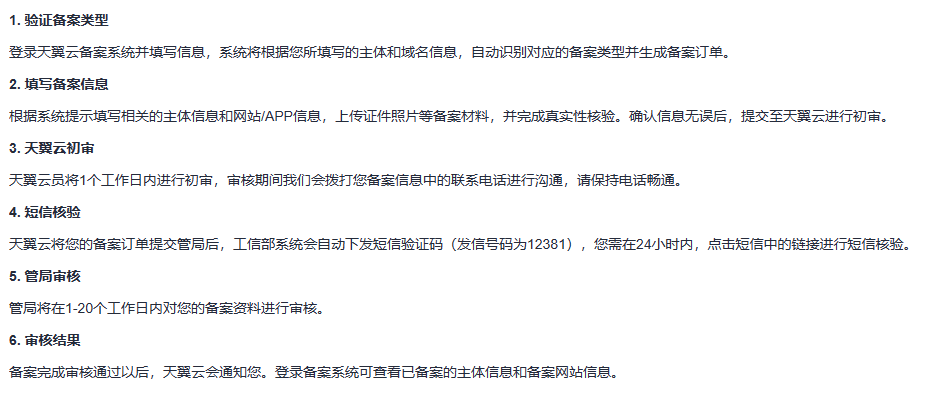 1. 验证备案类型
登录天翼云备案系统并填写信息，系统将根据您所填写的主体和域名信息，自动识别对应的备案类型并生成备案订单。
2. 填写备案信息
根据系统提示填写相关的主体信息和网站/APP信息，上传证件照片等备案材料，并完成真实性核验。确认信息无误后，提交至天翼云进行初审。
3. 天翼云初审
天翼云员将1个工作日内进行初审，审核期间我们会拨打您备案信息中的联系电话进行沟通，请保持电话畅通。
4. 短信核验
天翼云将您的备案订单提交管局后，工信部系统会自动下发短信验证码（发信号码为12381），您需在24小时内，点击短信中的链接进行短信核验。
5. 管局审核
管局将在1-20个工作日内对您的备案资料进行审核。
6. 审核结果
备案完成审核通过以后，天翼云会通知您。登录备案系统可查看已备案的主体信息和备案网站信息。